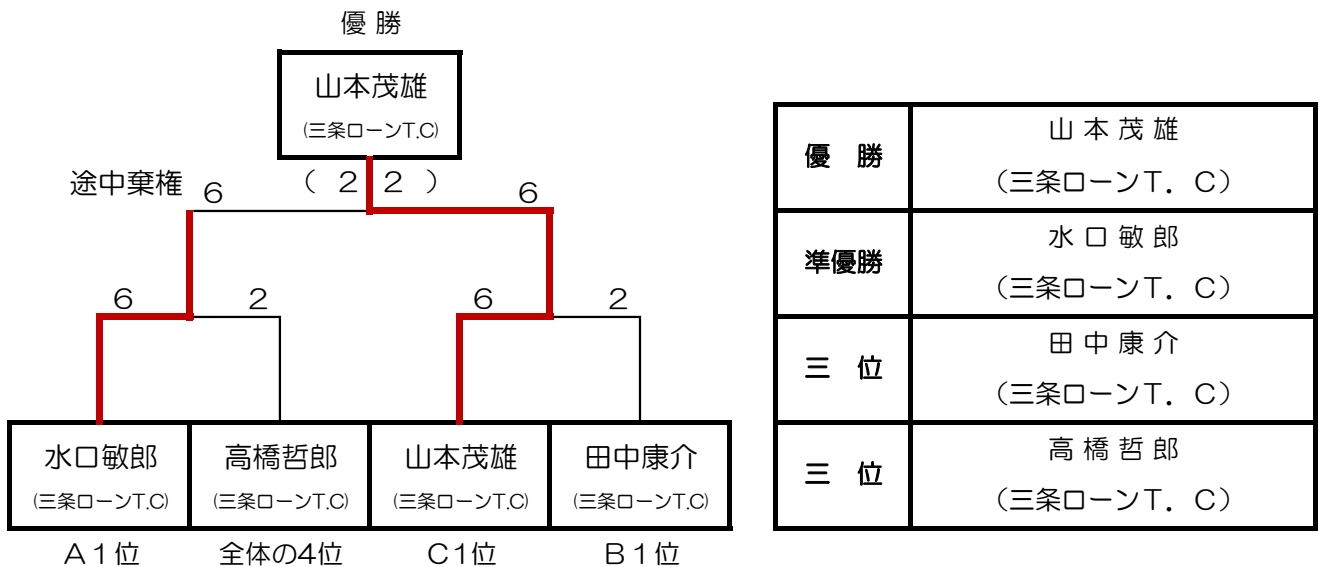 優 勝
山本茂雄
(三条ローンT.C)
途中棄権 6 ( 2 2 ) 6
6 2 6 2
水口敏郎 高橋哲郎 山本茂雄 田中康介
(三条ローンT.C) (三条ローンT.C) (三条ローンT.C) (三条ローンT.C)
A1位 全体の4位 C1位 B1位
優 勝
山 本 茂 雄
(三条ローンT．C)
準優勝
水 口 敏 郎
(三条ローンT．C)
三 位
田 中 康 介
(三条ローンT．C)
三 位
高 橋 哲 郎
(三条ローンT．C)